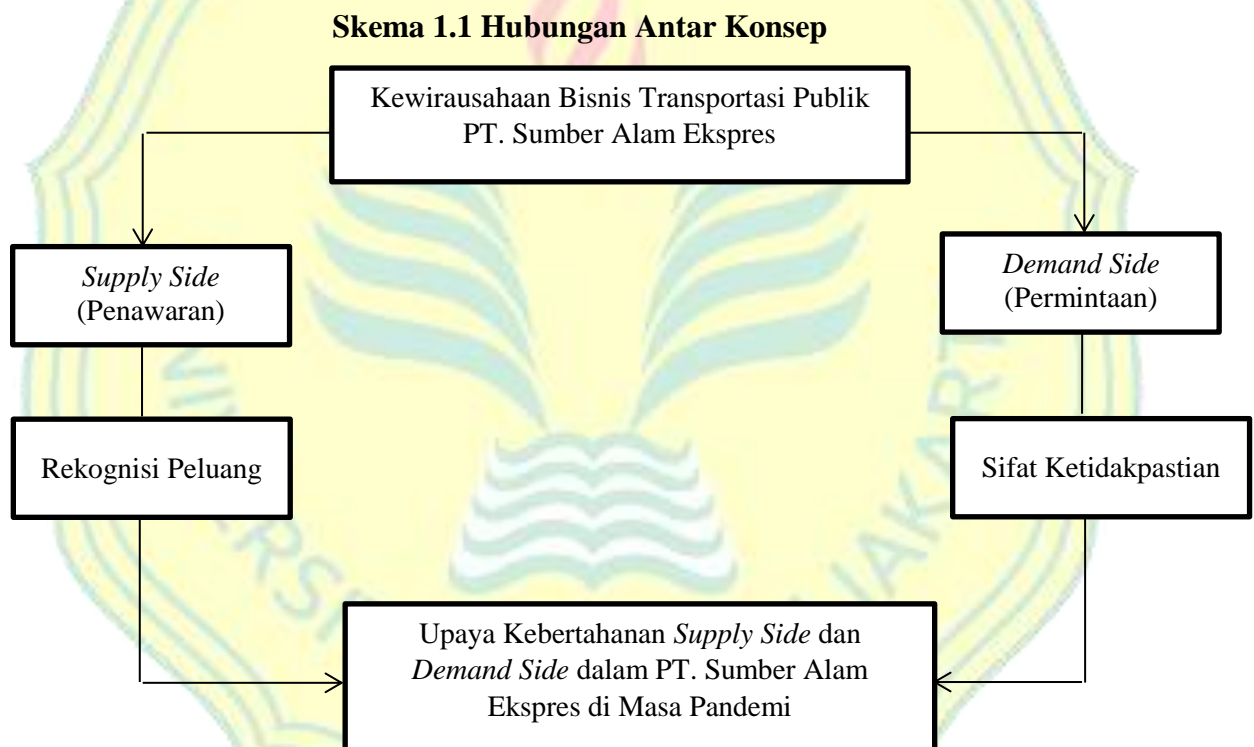 Skema 1.1 Hubungan Antar Konsep
Kewirausahaan Bisnis Transportasi Publik
PT. Sumber Alam Ekspres
Supply Side
(Penawaran)
Demand Side
(Permintaan)
Rekognisi Peluang
Sifat Ketidakpastian
Upaya Kebertahanan Supply Side dan
Demand Side dalam PT. Sumber Alam
Ekspres di Masa Pandemi